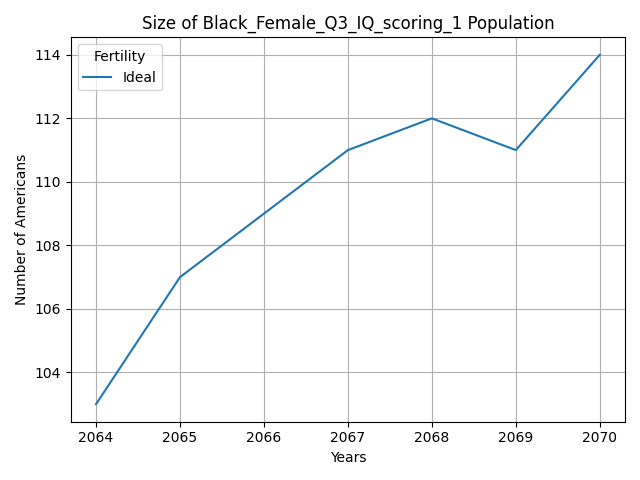 Size of Black_Female_Q3_IQ_scoring_1 Population
Fertility
Ideal
114
112
110
108
106
104
Number of Americans
2064 2065 2066 2067 2068 2069 2070
Years